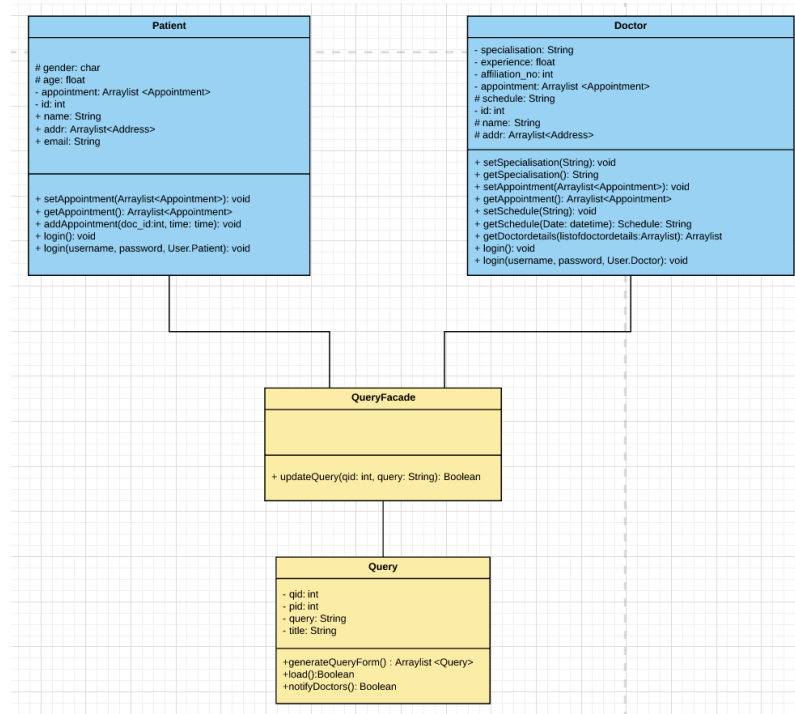 Patient
# gender: char
# age: float
- appointment: Arraylist <Appointment>
- id: int
+ name: String
+ addr: Arraylist<Address>
+ email: String
+ setAppointment(Arraylist<Appointment>): void
+ getAppointment(): Arraylist<Appointment>
+ addAppointment(doc_id:int, time: time): void
+ login(): void
+ login(username, password, User.Patient): void
Doctor
- specialisation: String
- experience: float
- affiliation_no: int
- appointment: Arraylist <Appointment>
# schedule: String
- id: int
# name: String
# addr: Arraylist<Address>
+ setSpecialisation(String): void
+ getSpecialisation(): String
+ setAppointment(Arraylist<Appointment>): void
+ getAppointment(): Arraylist<Appointment>
+ setSchedule(String): void
+ getSchedule(Date: datetime): Schedule: String
+ getDoctordetails(listofdoctordetails:Arraylist): Arraylist
+ login(): void
+ login(username, password, User.Doctor): void
QueryFacade
+ updateQuery(qid: int, query: String): Boolean
Query
- qid: int
- pid: int
- query: String
- title: String
+generateQueryForm() : Arraylist <Query>
+load():Boolean
+notifyDoctors(): Boolean